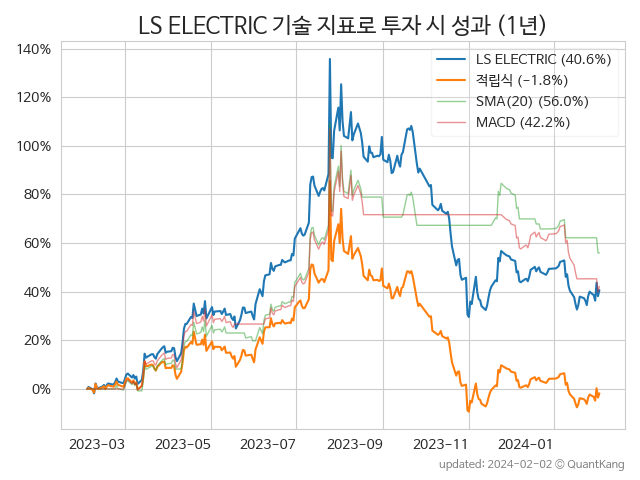 LS ELECTRIC 기술 지표로 투자 시 성과 (1년)
LS ELECTRIC (40.6%)
적립식 (−1.8%)
SMA(20) (56.0%)
MACD (42.2%)
140%
120%
100%
80%
60%
40%
20%
0%
2023-03 2023-05 2023-07 2023-09 2023-11 2024-01
updated: 2024-02-02 © QuantKang